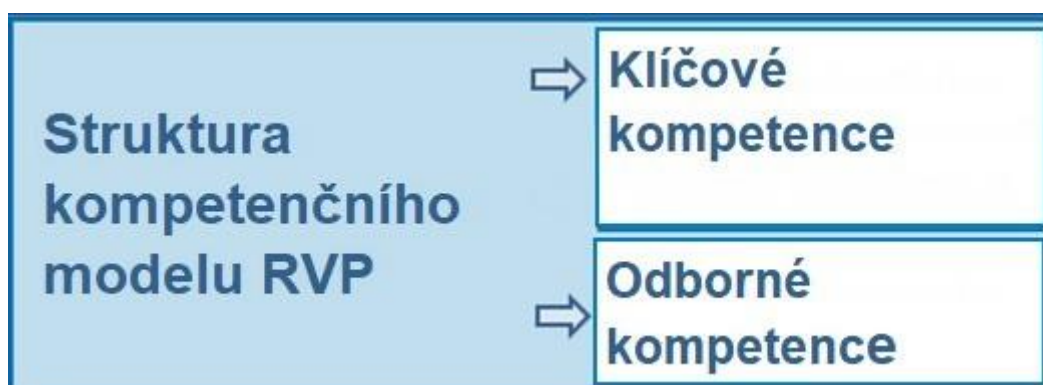 Struktura
kompetenčního
modelu RVP
Klíčové
kompetence
Odborné
kompetence